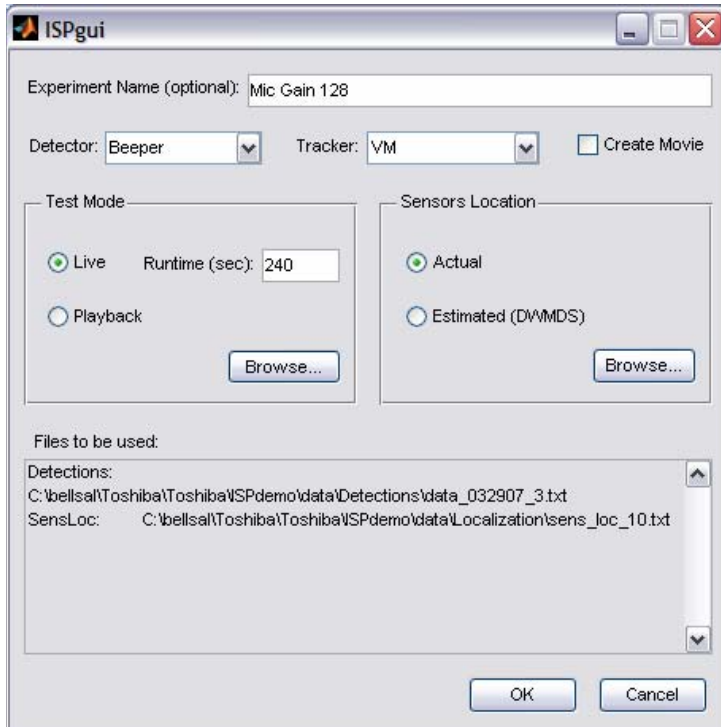 ISPgui
Experiment Name (optional): Mic Gain 128
Detector: Beeper Tracker: VM Create Movie
Test Mode Sensors Location
Live Runtime (sec): 240 Actual
Playback Estimated (DWMDS)
Browse... Browse...
Files to be used:
Detections:
C:\bellsal\Toshiba\Toshiba\ISPdemo\data\Detections\data_032907_3.txt
SensLoc: C:\bellsal\Toshiba\Toshiba\ISPdemo\data\Localization\sens_loc_10.txt
OK Cancel